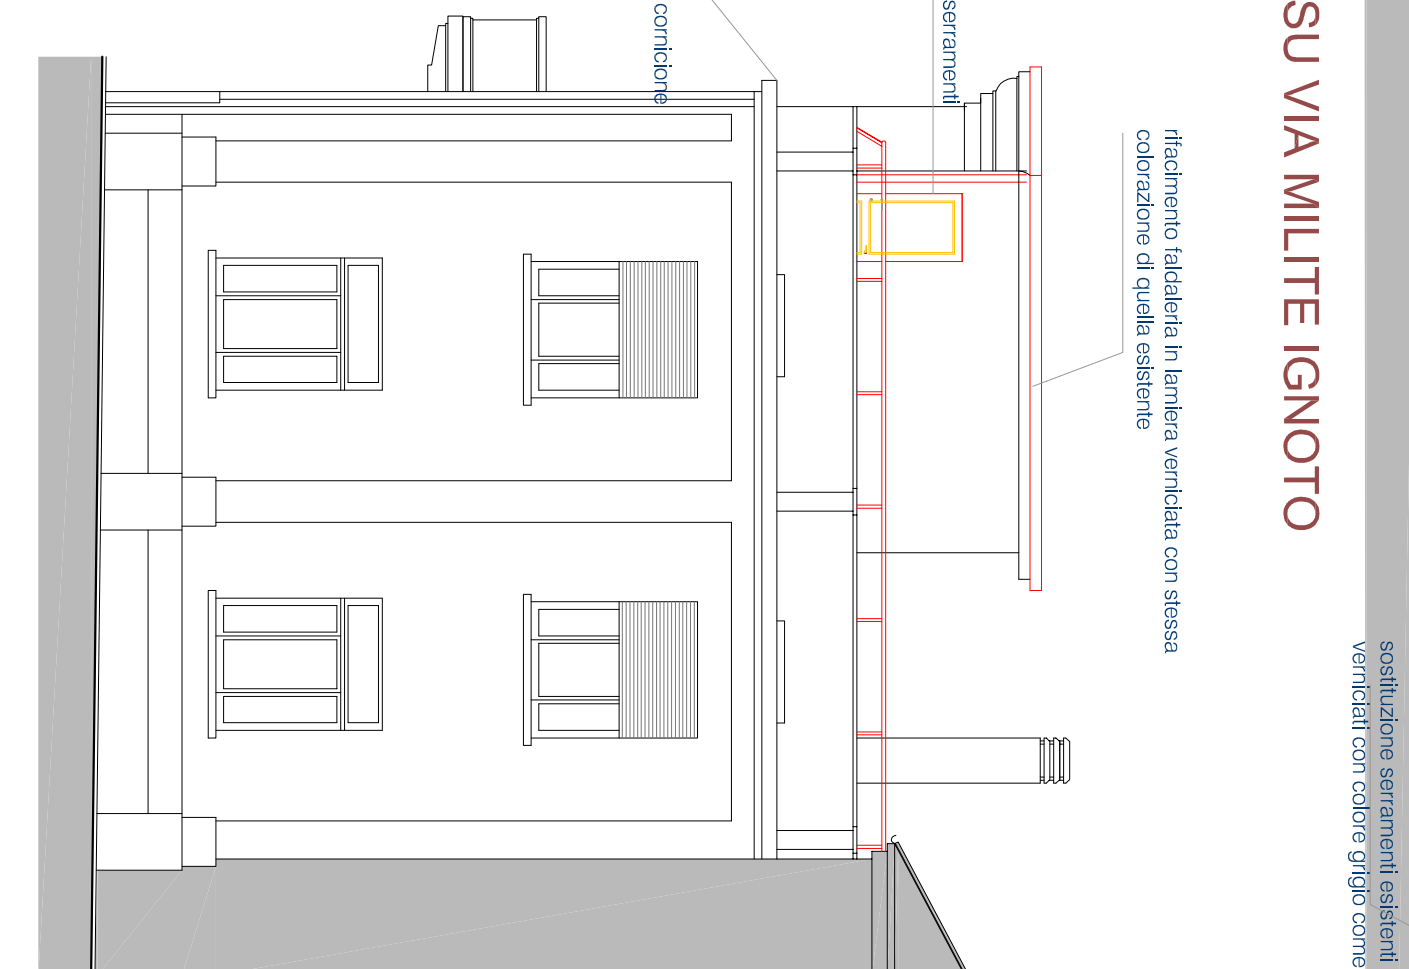 SU VIA MILITE IGNOTO
sostituzione serramenti esistenti
verniciati con colore grigio come
rifacimento faldaleria in lamiera verniciata con stessa
colorazione di quella esistente
serramenti
cornicione